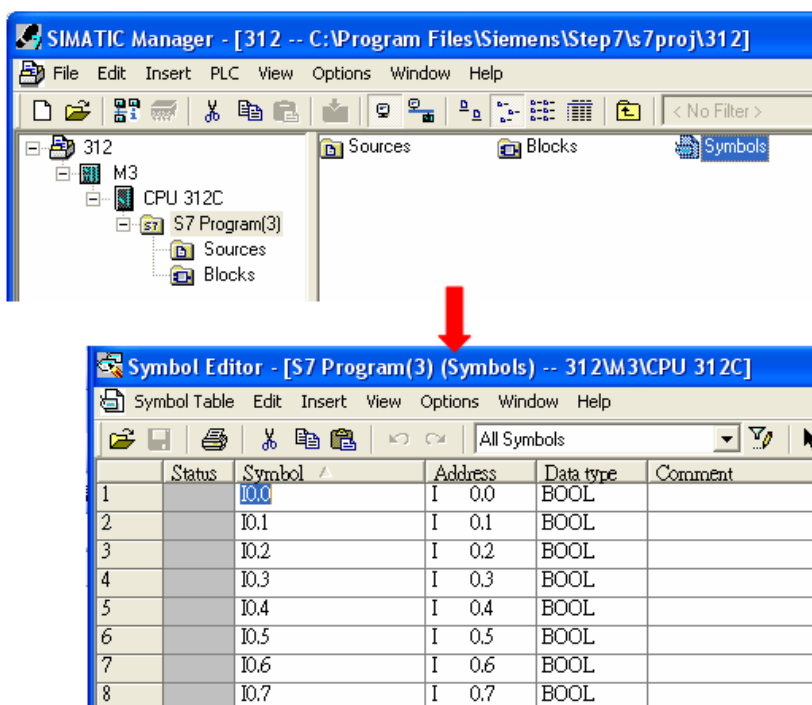 SIMATIC Manager - [312 -- C:\Program Files\Siemens\Step7\s7proj\312]
File Edit Insert PLC View Options Window Help
< No Filter >
312
M3
CPU 312C
S7 Program(3)
Sources
Blocks
Sources Blocks Symbols
Symbol Editor - [S7 Program(3) (Symbols) -- 312\M3\CPU 312C]
Symbol Table Edit Insert View Options Window Help
All Symbols
Status Symbol Address Data type Comment
1 I0.0 I 0.0 BOOL
2 I0.1 I 0.1 BOOL
3 I0.2 I 0.2 BOOL
4 I0.3 I 0.3 BOOL
5 I0.4 I 0.4 BOOL
6 I0.5 I 0.5 BOOL
7 I0.6 I 0.6 BOOL
8 I0.7 I 0.7 BOOL